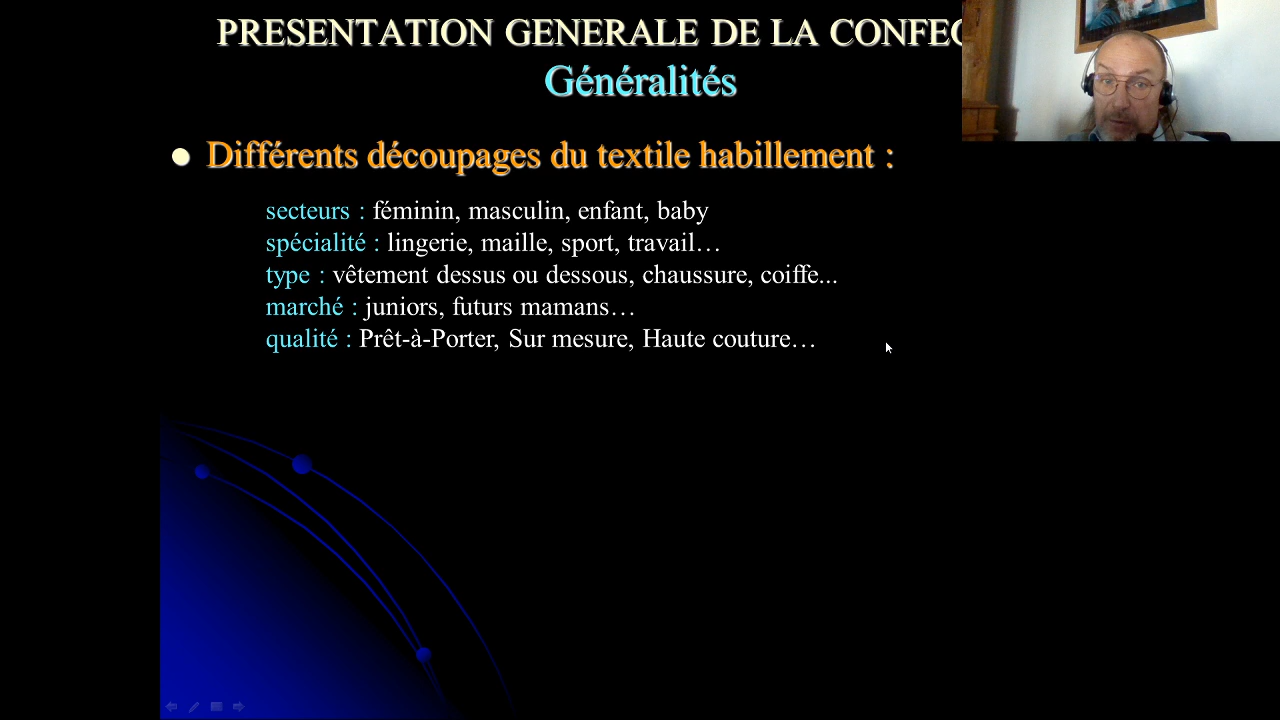 PRESENTATION GENERALE DE LA
Généralités
Différents découpages du textile habillement :
secteurs : féminin, masculin, enfant, baby
spécialité : lingerie, maille, sport, travail…
type : vêtement dessus ou dessous, chaussure, coiffe...
marché : juniors, futurs mamans…
qualité : Prêt-à-Porter, Sur mesure, Haute couture…